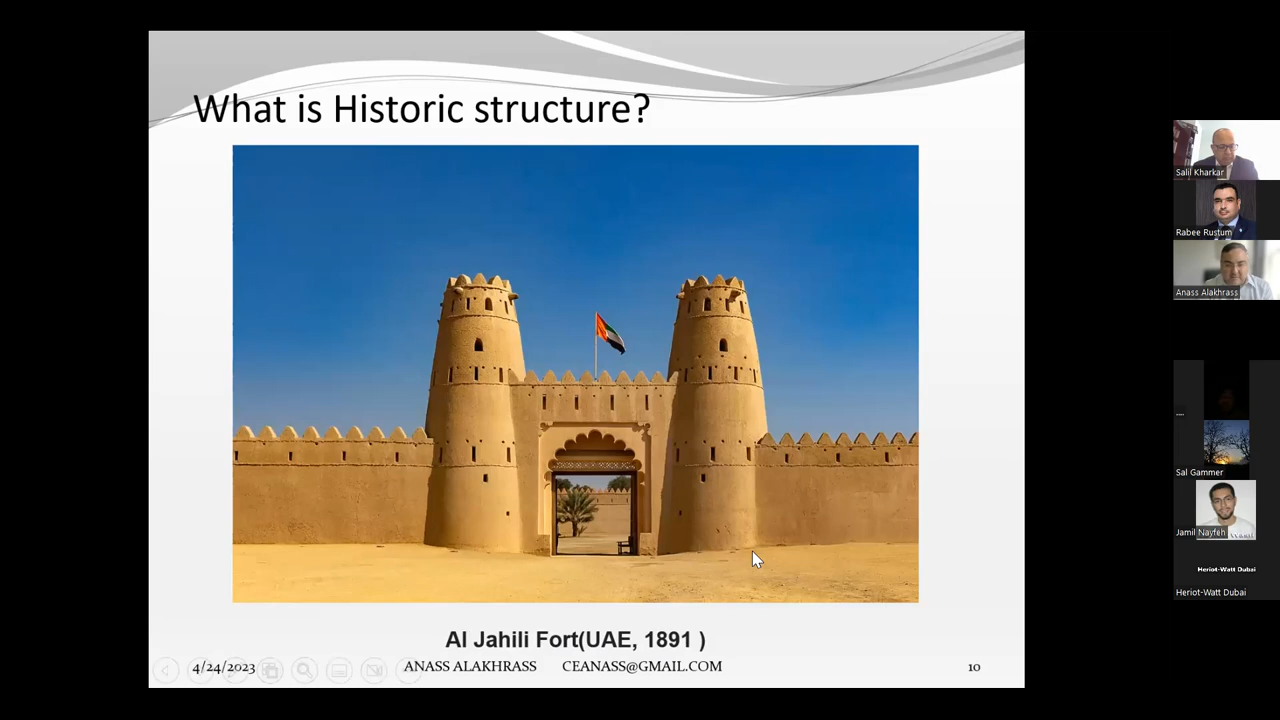 What is Historic structure?
Al Jahili Fort(UAE, 1891 )
4/24/2023
ANASS ALAKHRASS CEANASS@GMAIL.COM
10
Salil Kharkar
Rabee Rustum
Anass Alakhrass
....
Sal Gammer
Jamil Nayfeh
Heriot-Watt Dubai
Heriot-Watt Dubai